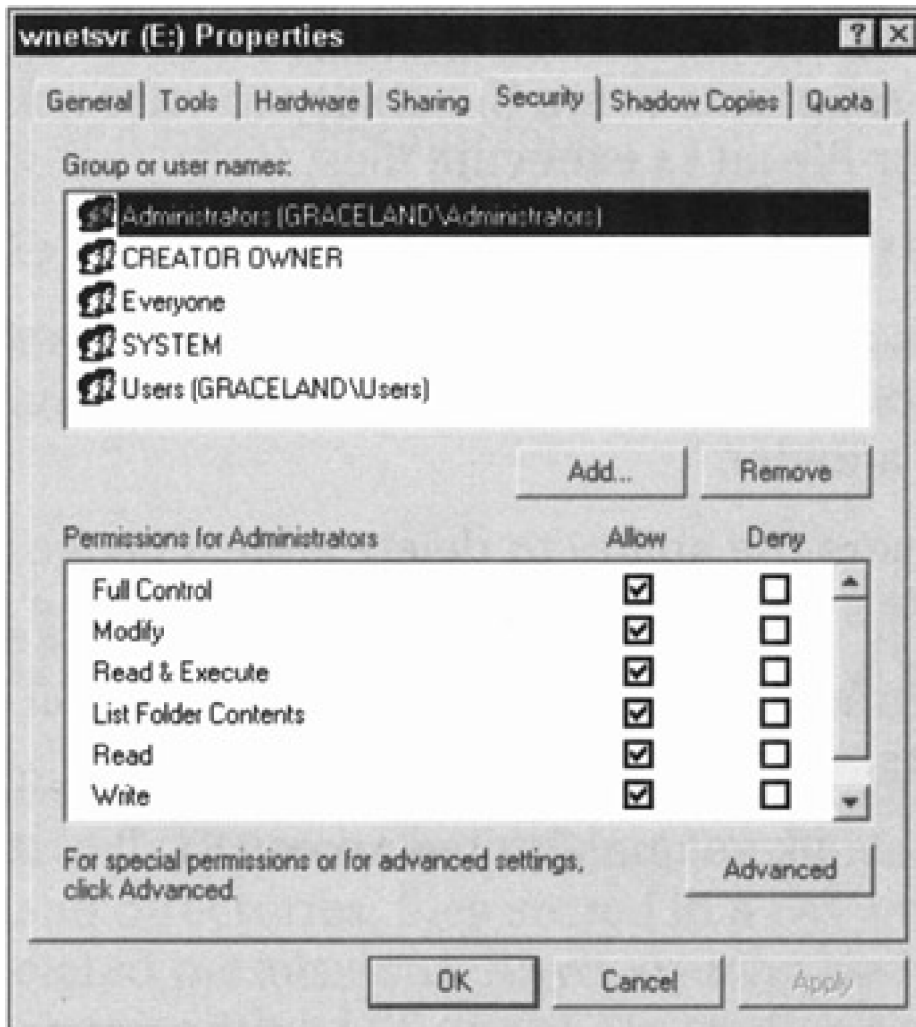 wnetsvr (E:) Properties
General Tools Hardware Sharing Security Shadow Copies Quota
Group or user names:
Administrators (GRACELAND\Administrators)
CREATOR OWNER
Everyone
SYSTEM
Users (GRACELAND\Users)
Add... Remove
Permissions for Administrators Allow Deny
Full Control
Modify
Read & Execute
List Folder Contents
Read
Write
For special permissions or for advanced settings,
click Advanced.
Advanced
OK Cancel Apply